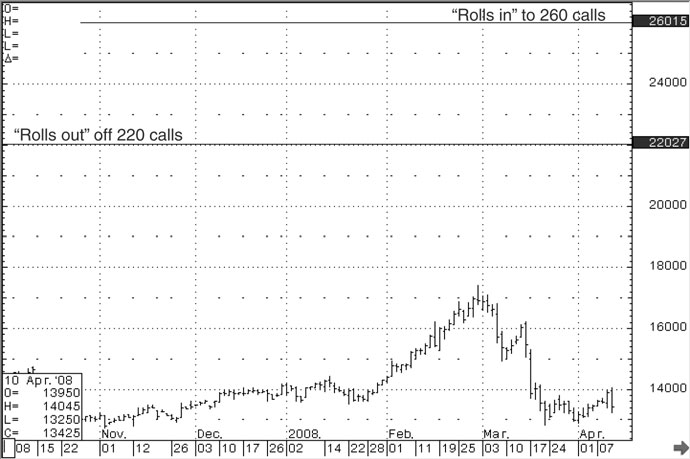 O=
H=
L=
L=
Δ=
“Rolls in” to 260 calls
26015
24000
“Rolls out” off 220 calls
22027
20000
18000
16000
14000
10 Apr. '08
O= 13950
H= 14045
L= 13250
C= 13425
Nov. Dec. 2008. Feb. Mar. Apr.
08 15 22 01 12 26 03 10 17 26 02 14 22 28 01 11 19 25 03 10 17 24 01 07